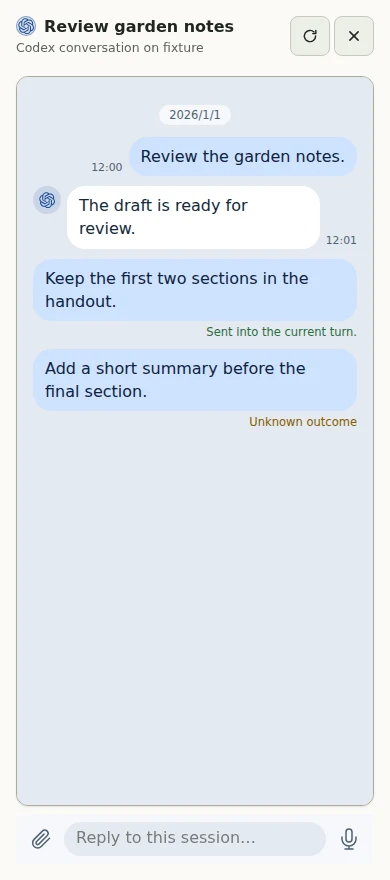 Review garden notes
Codex conversation on fixture
2026/1/1
Review the garden notes.
12:00
The draft is ready for
review.
12:01
Keep the first two sections in the
handout.
Sent into the current turn.
Add a short summary before the
final section.
Unknown outcome
Reply to this session...